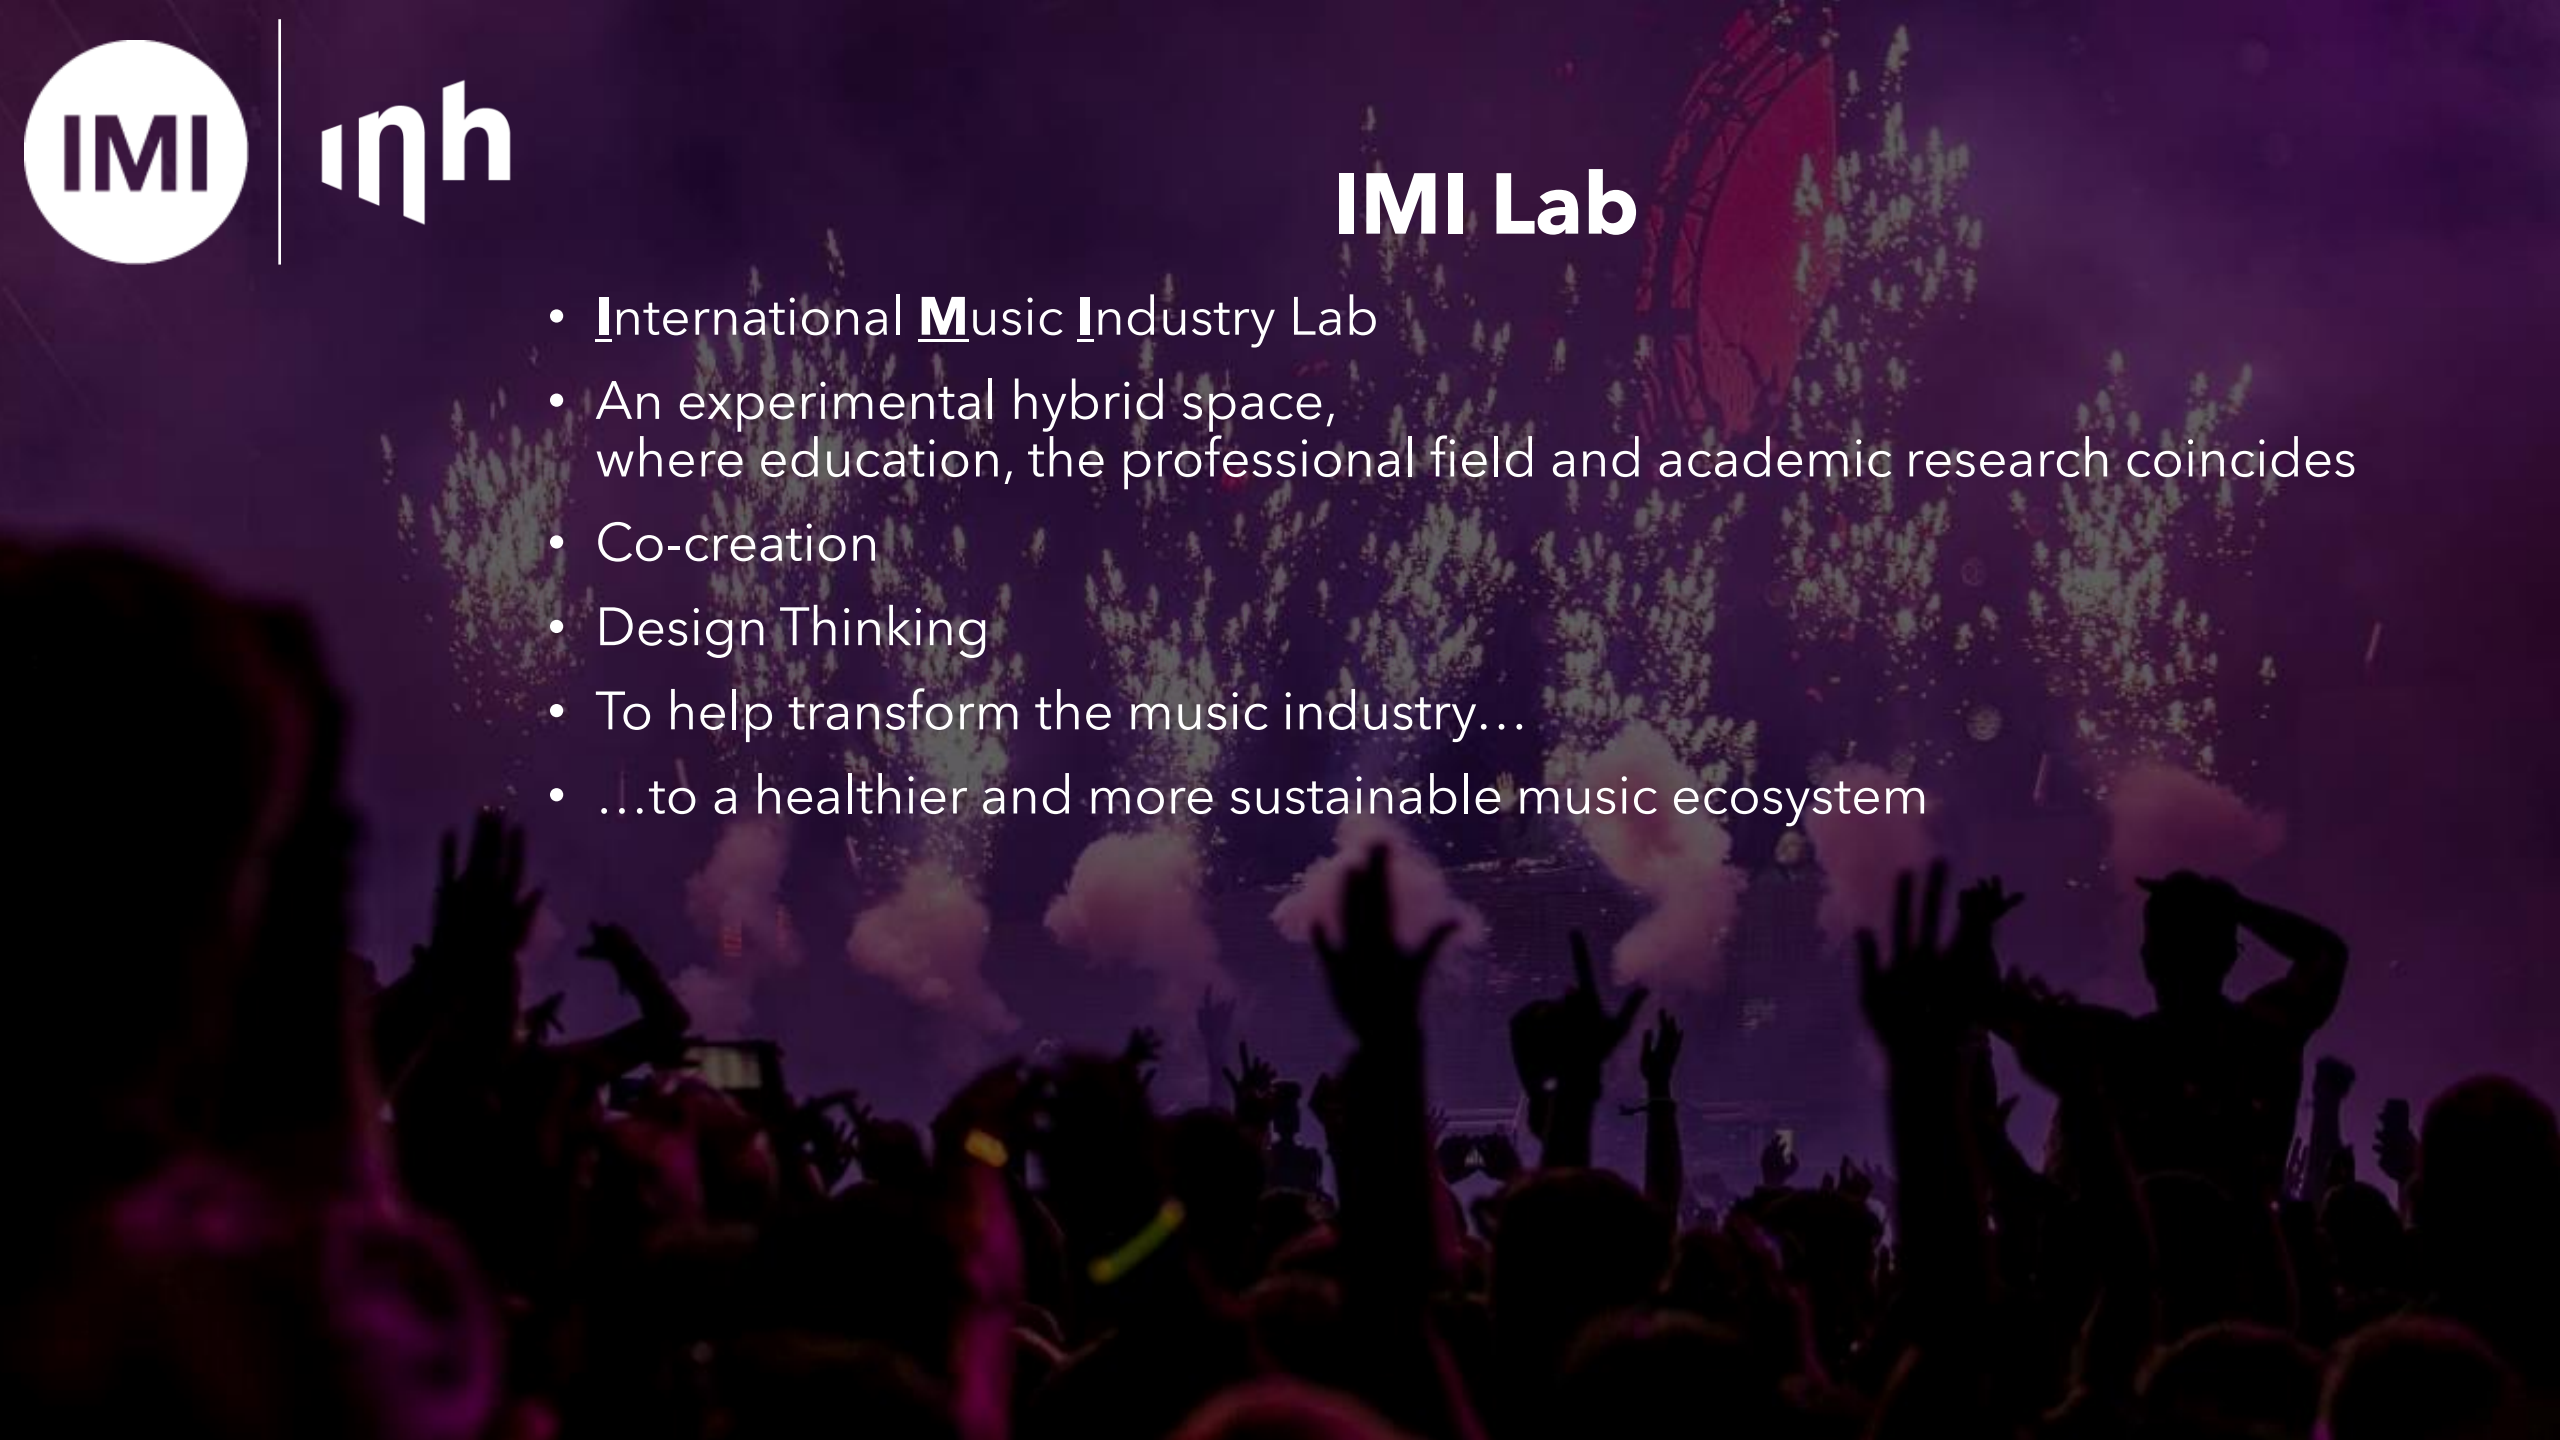 IMI
inh
IMI Lab
• International Music Industry Lab
• An experimental hybrid space,
where education, the professional field and academic research coincides
• Co-creation
• Design Thinking
• To help transform the music industry…
• …to a healthier and more sustainable music ecosystem